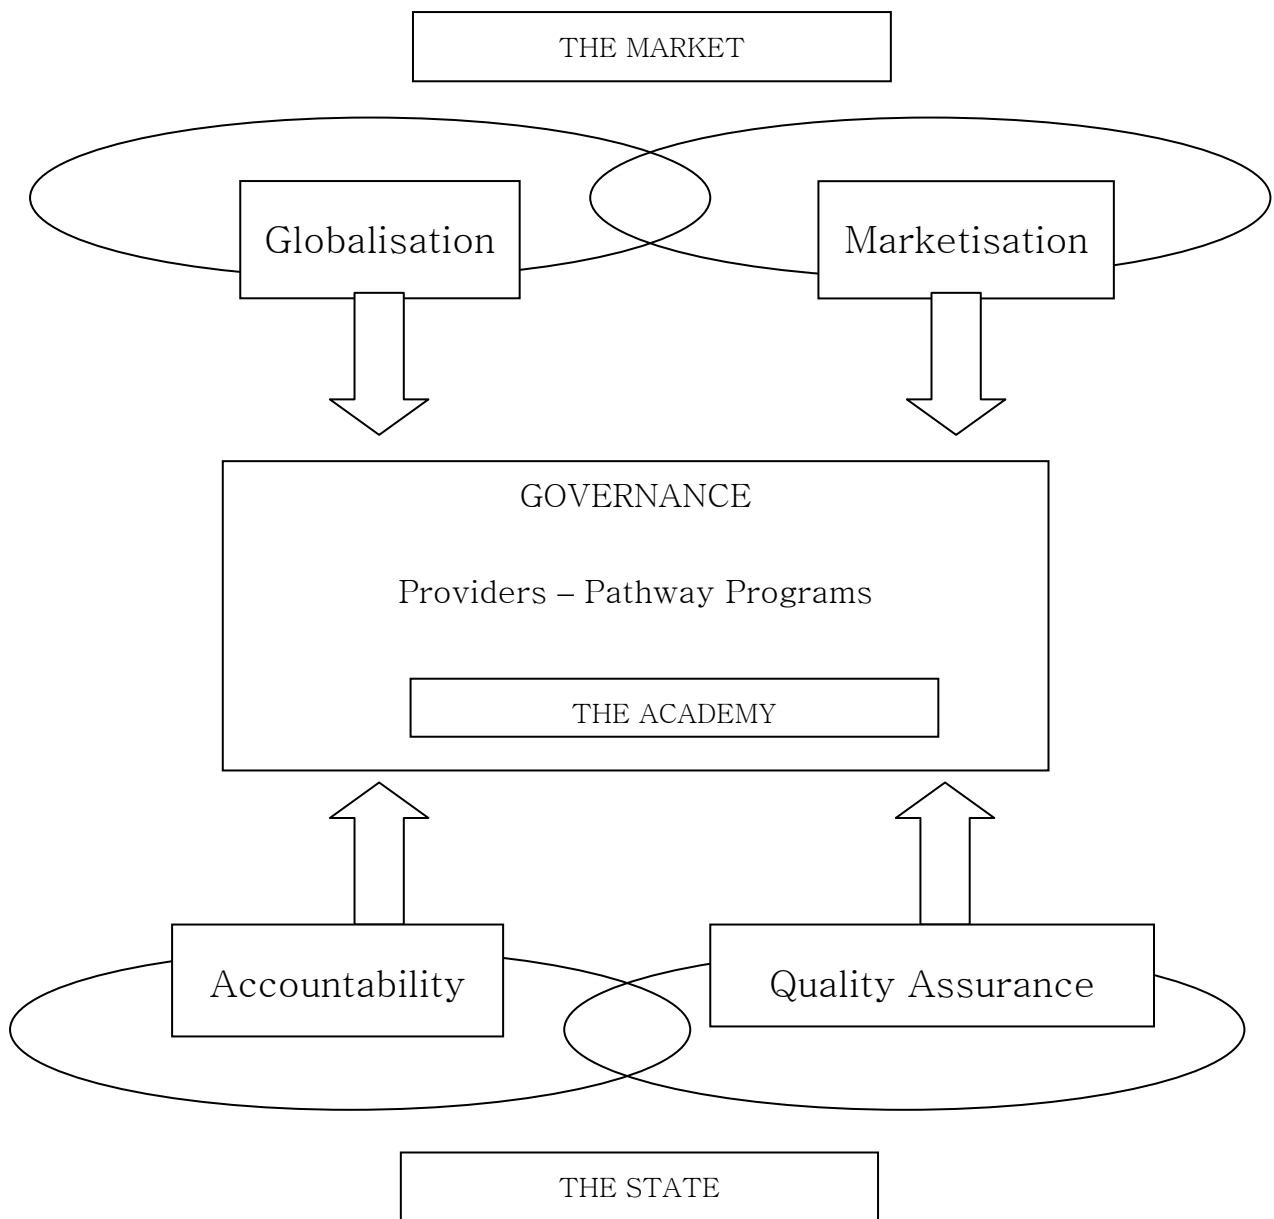 THE MARKET
Globalisation
Marketisation
GOVERNANCE
Providers – Pathway Programs
THE ACADEMY
Accountability
Quality Assurance
THE STATE